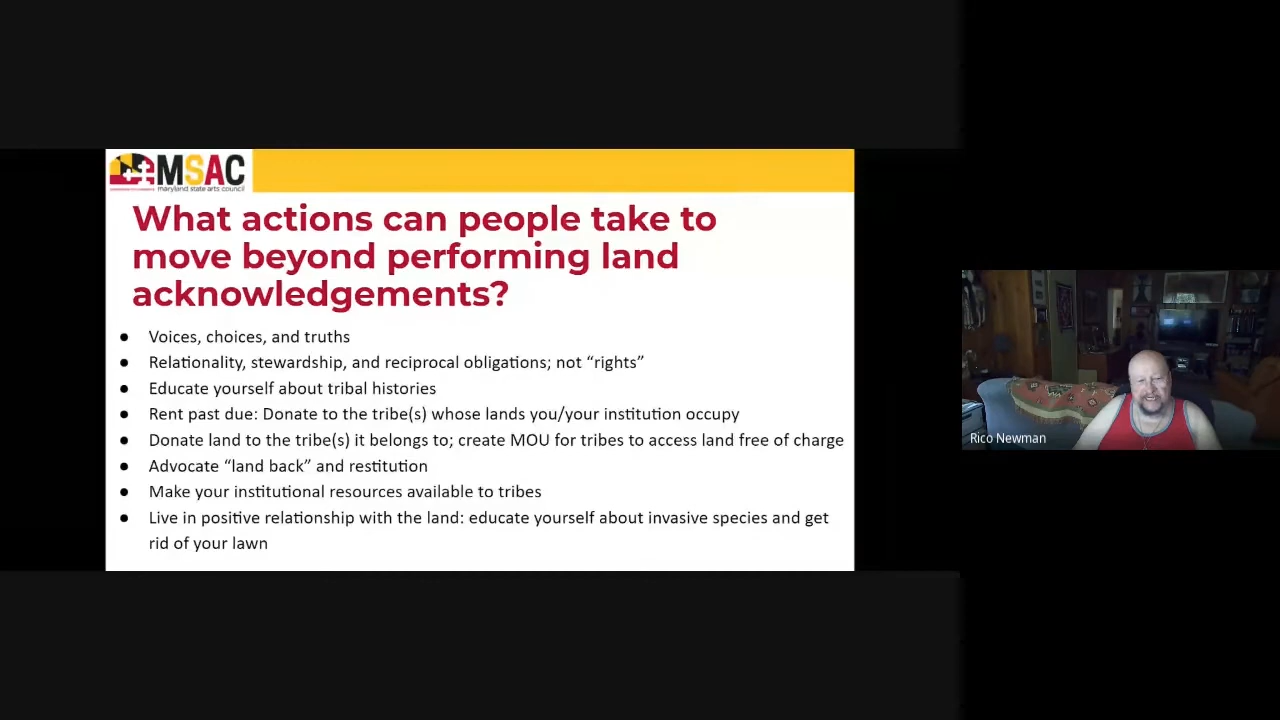 MSAC
maryland state arts council
What actions can people take to
move beyond performing land
acknowledgements?
● Voices, choices, and truths
● Relationality, stewardship, and reciprocal obligations; not “rights”
● Educate yourself about tribal histories
● Rent past due: Donate to the tribe(s) whose lands you/your institution occupy
● Donate land to the tribe(s) it belongs to; create MOU for tribes to access land free of charge
● Advocate “land back” and restitution
● Make your institutional resources available to tribes
● Live in positive relationship with the land: educate yourself about invasive species and get
rid of your lawn
Rico Newman